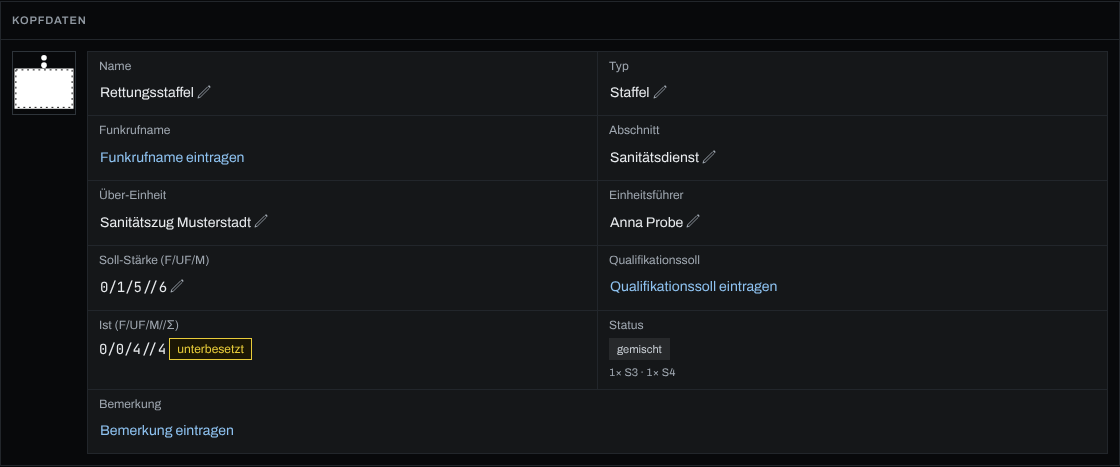 KOPFDATEN
Name
Rettungsstaffel
Typ
Staffel
Funkrufname
Funkrufname eintragen
Abschnitt
Sanitätsdienst
Über-Einheit
Sanitätszug Musterstadt
Einheitsführer
Anna Probe
Soll-Stärke (F/UF/M)
0/1/5//6
Qualifikationssoll
Qualifikationssoll eintragen
Ist (F/UF/M//Σ)
0/0/4//4 unterbesetzt
Status
gemischt
1× S3 · 1× S4
Bemerkung
Bemerkung eintragen